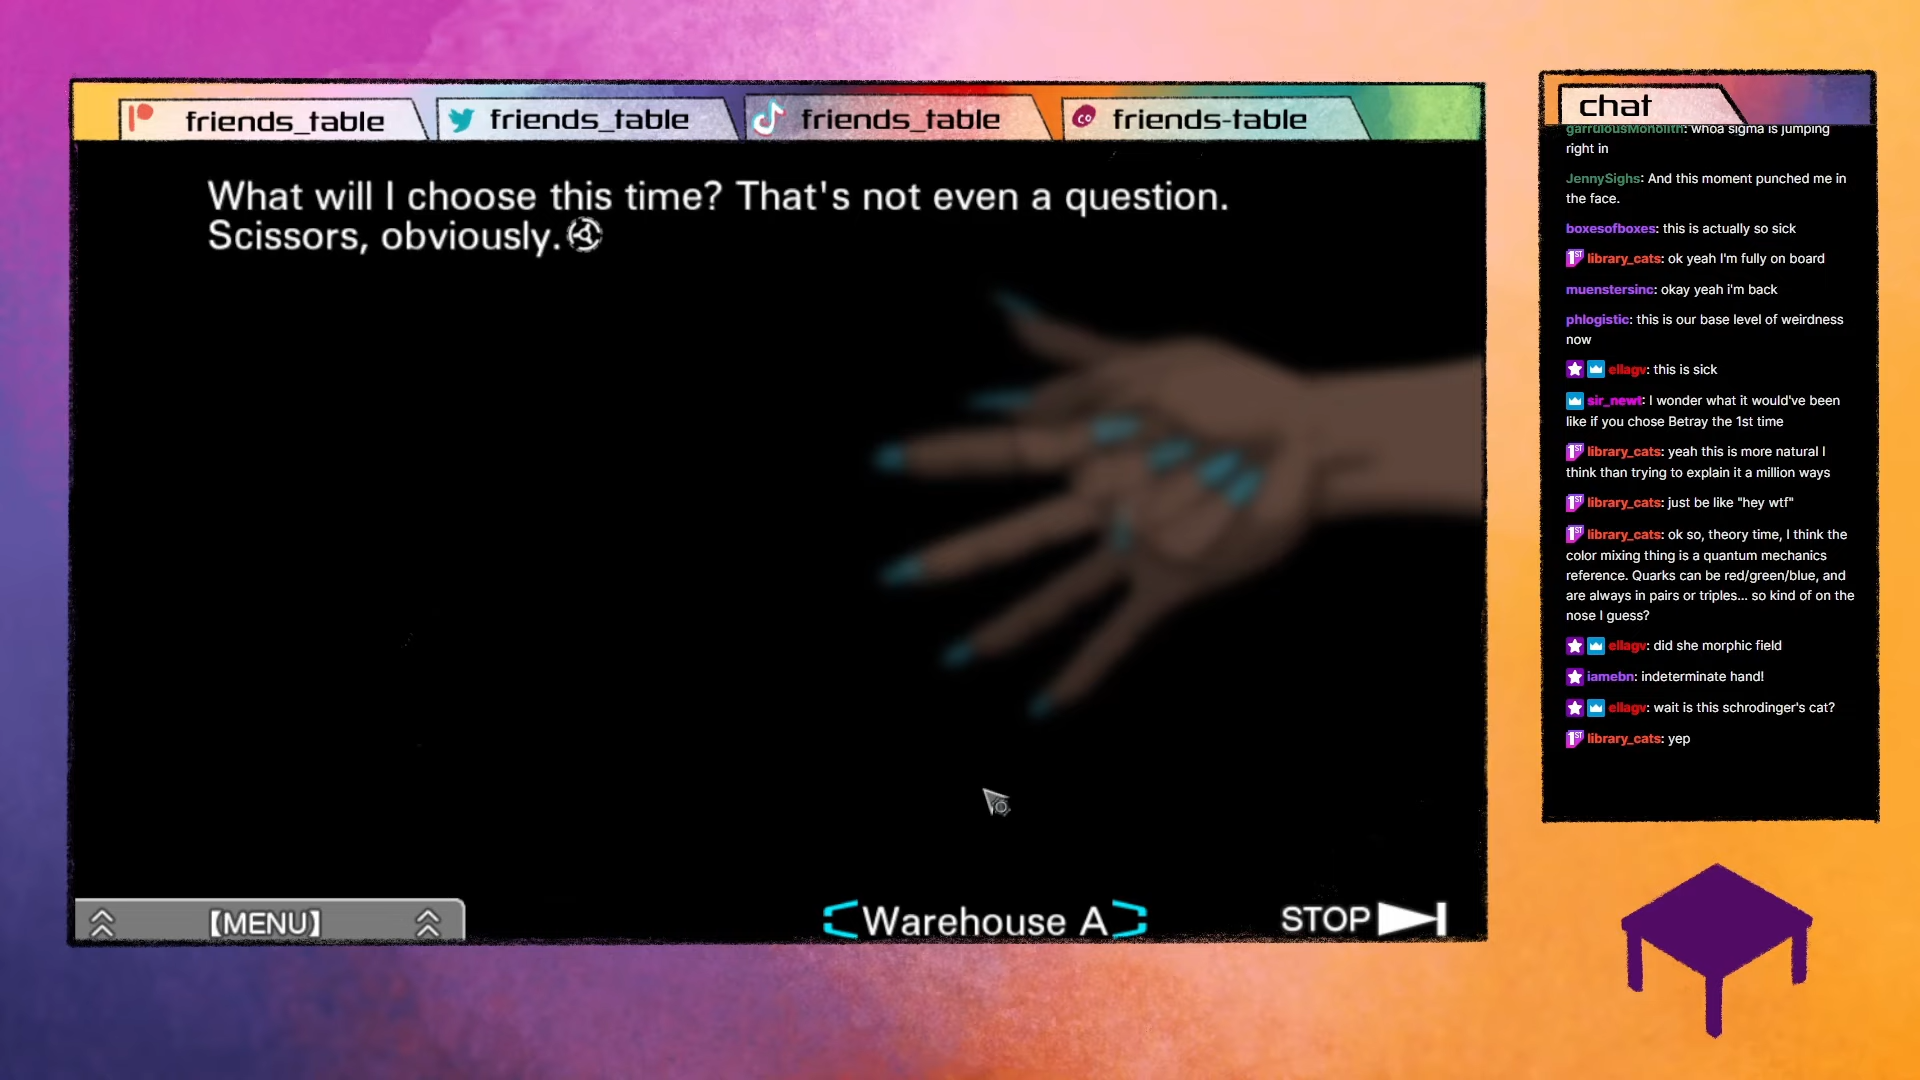 friends_table
friends_table
friends_table
friends-table
What will I choose this time? That's not even a question.
Scissors, obviously.
【MENU】
Warehouse A
STOP
chat
garrulousMonolith: whoa sigma is jumping
right in
JennySighs: And this moment punched me in
the face.
boxesofboxes: this is actually so sick
1ST library_cats: ok yeah I'm fully on board
muenstersinc: okay yeah i'm back
phlogistic: this is our base level of weirdness
now
ellagv: this is sick
sir_newt: I wonder what it would've been
like if you chose Betray the 1st time
1ST library_cats: yeah this is more natural I
think than trying to explain it a million ways
1ST library_cats: just be like "hey wtf"
1ST library_cats: ok so, theory time, I think the
color mixing thing is a quantum mechanics
reference. Quarks can be red/green/blue, and
are always in pairs or triples... so kind of on the
nose I guess?
ellagv: did she morphic field
iamebn: indeterminate hand!
ellagv: wait is this schrodinger's cat?
1ST library_cats: yep